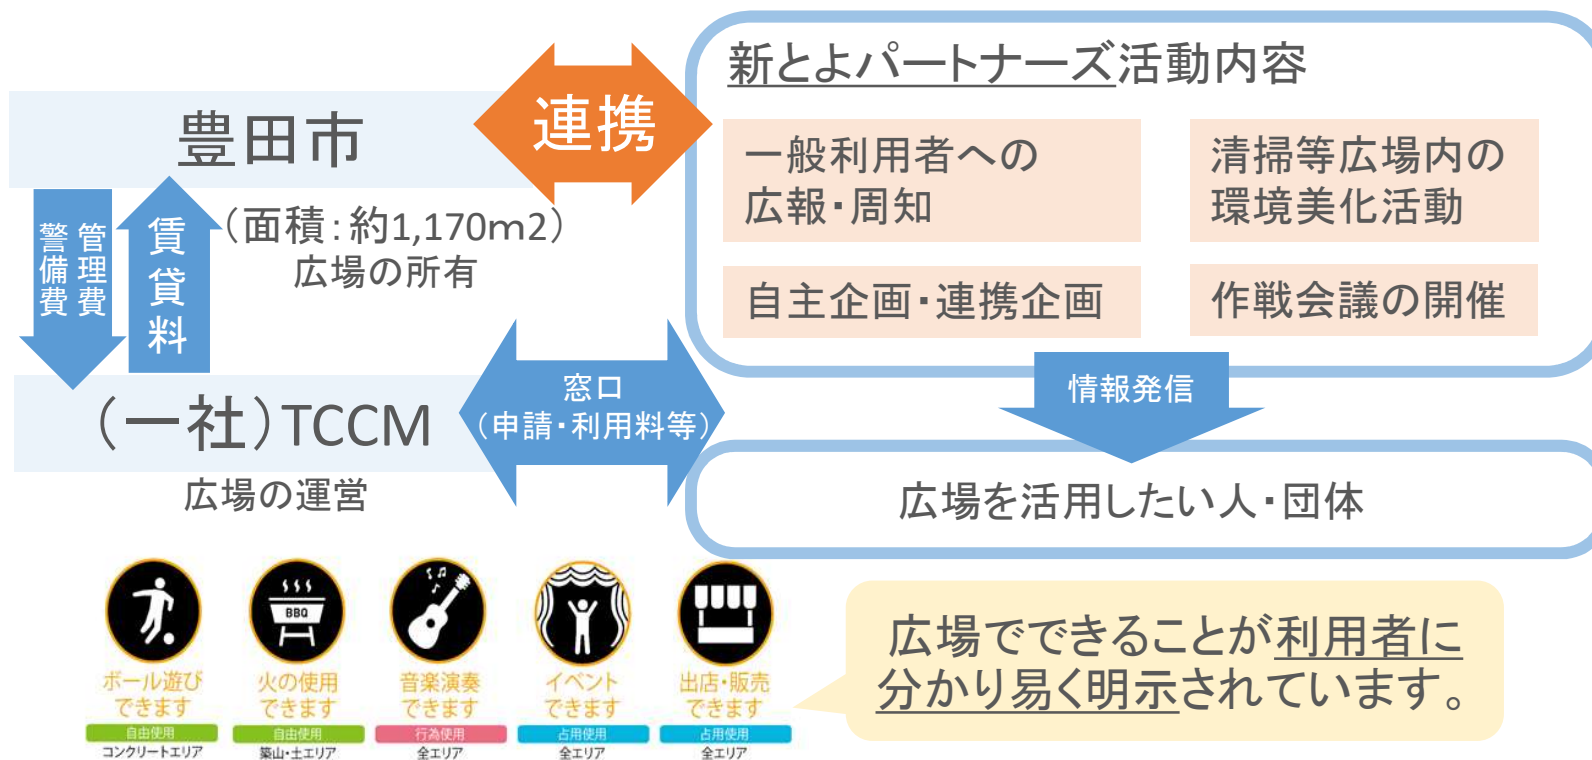 豊田市
連携
新とよパートナーズ活動内容
一般利用者への
広報・周知
清掃等広場内の
環境美化活動
自主企画・連携企画
作戦会議の開催
管理費
警備費
賃貸料
（面積：約1,170m2）
広場の所有
（一社）TCCM
広場の運営
窓口
（申請・利用料等）
情報発信
広場を活用したい人・団体
ボール遊び
できます
自由使用
コンクリートエリア
BBQ
火の使用
できます
自由使用
築山・土エリア
音楽演奏
できます
行為使用
全エリア
イベント
できます
占用使用
全エリア
出店・販売
できます
占用使用
全エリア
広場でできることが利用者に
分かり易く明示されています。